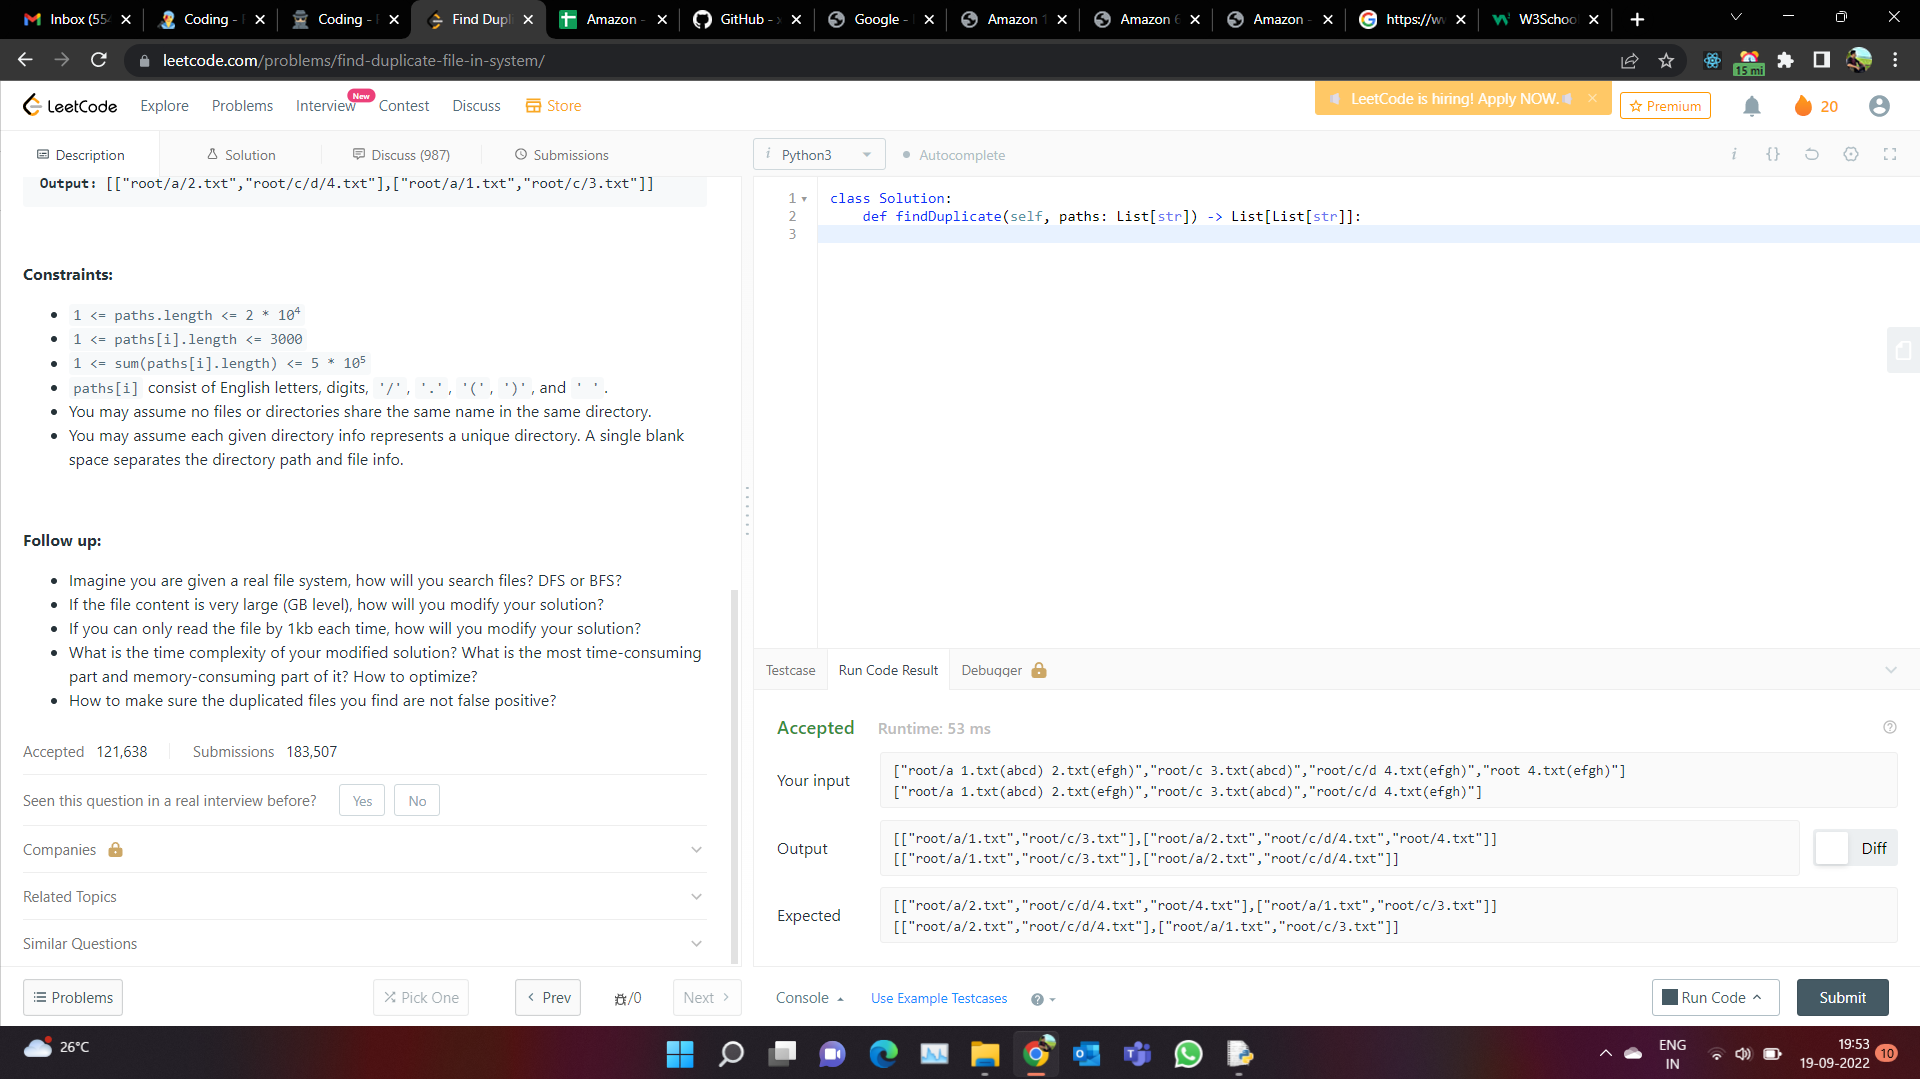 Inbox (554
Coding -
Coding -
Find Dupli
Amazon -
GitHub -
Google -
Amazon
Amazon
Amazon -
https://w
W3Schoo
leetcode.com/problems/find-duplicate-file-in-system/
15 mi
LeetCode
Explore
Problems
Interview
New
Contest
Discuss
Store
LeetCode is hiring! Apply NOW.
Premium
20
Description
Solution
Discuss (987)
Submissions
Python3
Autocomplete
Output: [["root/a/2.txt","root/c/d/4.txt"],["root/a/1.txt","root/c/3.txt"]]
Constraints:
1 <= paths.length <= 2 * 10⁴
1 <= paths[i].length <= 3000
1 <= sum(paths[i].length) <= 5 * 10⁵
paths[i] consist of English letters, digits, '/', '.', '(', ')', and ' '.
You may assume no files or directories share the same name in the same directory.
You may assume each given directory info represents a unique directory. A single blank
space separates the directory path and file info.
Follow up:
Imagine you are given a real file system, how will you search files? DFS or BFS?
If the file content is very large (GB level), how will you modify your solution?
If you can only read the file by 1kb each time, how will you modify your solution?
What is the time complexity of your modified solution? What is the most time-consuming
part and memory-consuming part of it? How to optimize?
How to make sure the duplicated files you find are not false positive?
Accepted 121,638 Submissions 183,507
Seen this question in a real interview before? Yes No
Companies
Related Topics
Similar Questions
Problems
Pick One
Prev
/0
Next
1 class Solution:
2 def findDuplicate(self, paths: List[str]) -> List[List[str]]:
3
Testcase
Run Code Result
Debugger
Accepted Runtime: 53 ms
Your input
["root/a 1.txt(abcd) 2.txt(efgh)","root/c 3.txt(abcd)","root/c/d 4.txt(efgh)","root 4.txt(efgh)"]
["root/a 1.txt(abcd) 2.txt(efgh)","root/c 3.txt(abcd)","root/c/d 4.txt(efgh)"]
Output
[["root/a/1.txt","root/c/3.txt"],["root/a/2.txt","root/c/d/4.txt","root/4.txt"]]
[["root/a/1.txt","root/c/3.txt"],["root/a/2.txt","root/c/d/4.txt"]]
Diff
Expected
[["root/a/2.txt","root/c/d/4.txt","root/4.txt"],["root/a/1.txt","root/c/3.txt"]]
[["root/a/2.txt","root/c/d/4.txt"],["root/a/1.txt","root/c/3.txt"]]
Console
Use Example Testcases
Run Code
Submit
26°C
ENG
IN
19:53
19-09-2022
10